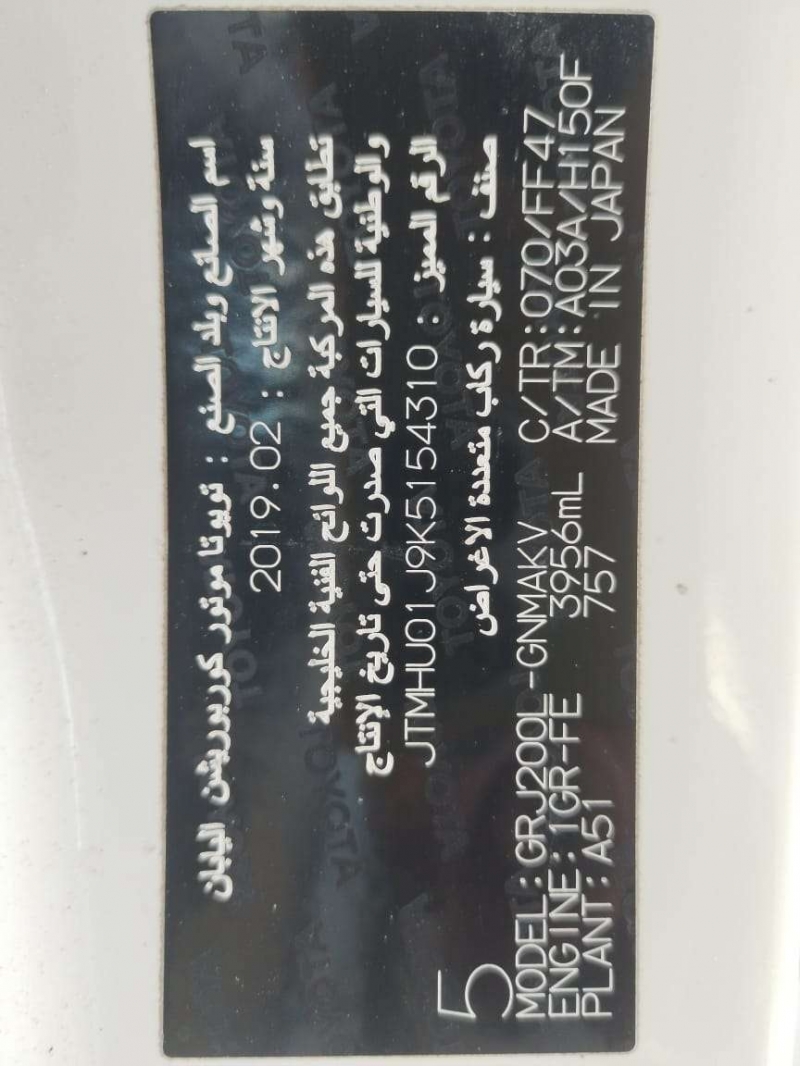 اسم الصانع وبلد الصنع : تويوتا موتور كوربوريشن اليابان
سنة وشهر الانتاج : 2019.02
تطابق هذه المركبة جميع اللوائح الفنية الخليجية
والوطنية للسيارات التي صدرت حتى تاريخ الإنتاج
الرقم المميز : JTMHU01J9K5154310
صنف : سيارة ركاب متعددة الاغراض
5
MODEL:GRJ200L-GNMAKV C/TR:070/FF47
ENGINE:1GR-FE 3956mL A/TM:A03A/H150F
PLANT:A51 757 MADE IN JAPAN